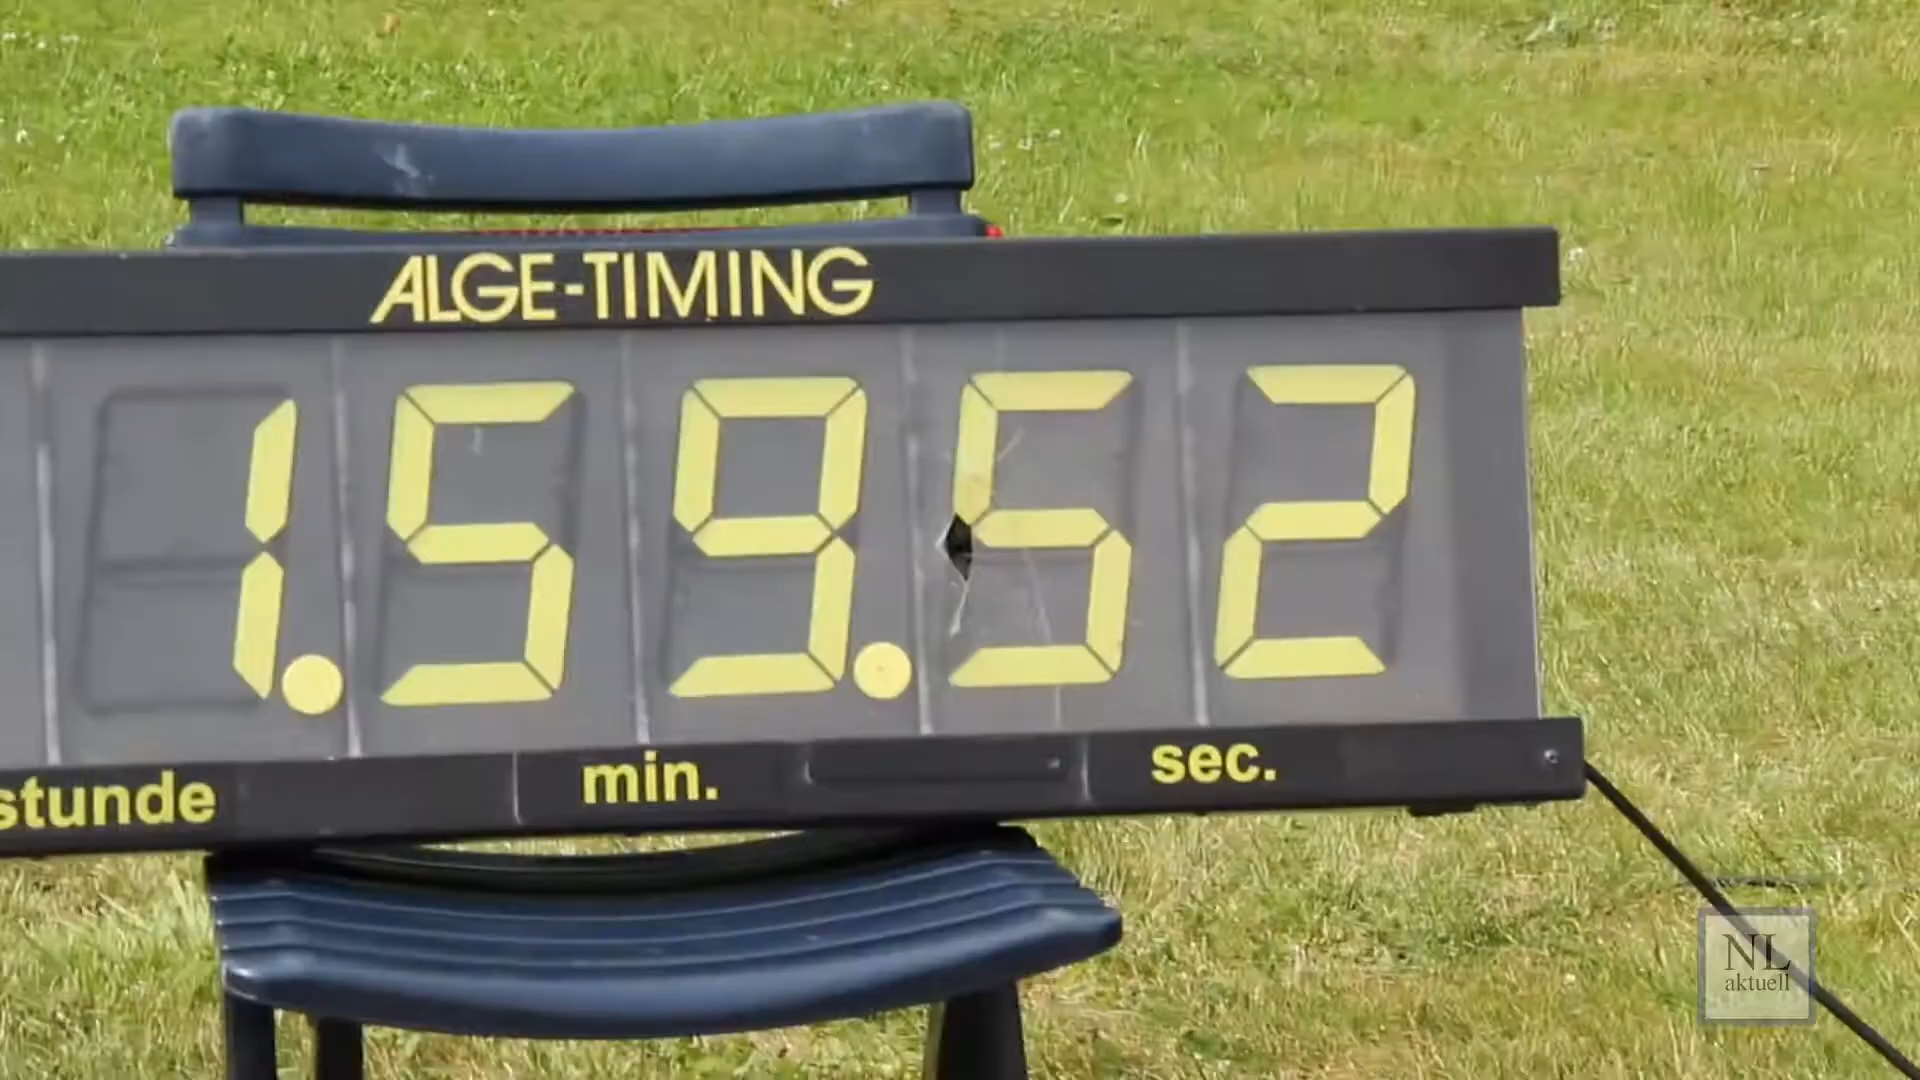 ALGE-TIMING
1.59.52
stunde min. sec.
NL
aktuell